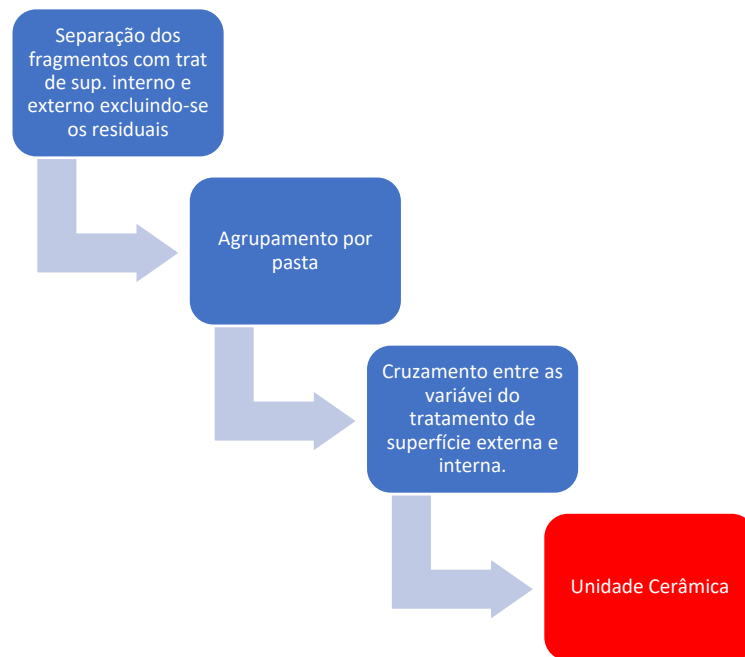 Separação dos
fragmentos com trat
de sup. interno e
externo excluindo-se
os residuais
Agrupamento por
pasta
Cruzamento entre as
variávei do
tratamento de
superfície externa e
interna.
Unidade Cerâmica